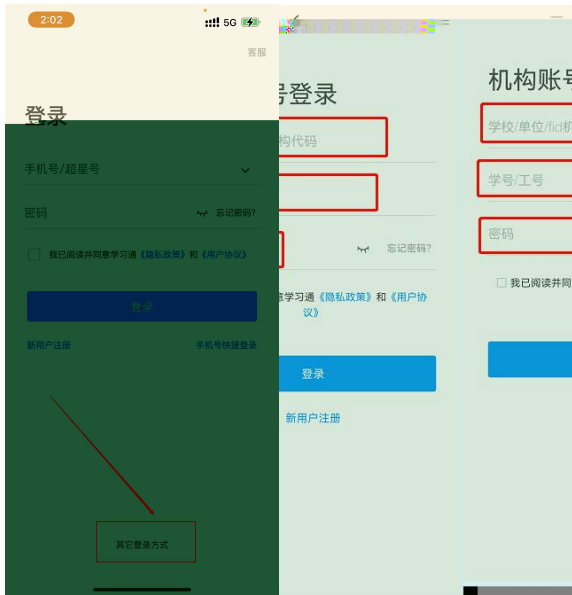 2:02
5G
客服
登录
手机号/超星号
密码
忘记密码?
我已阅读并同意学习通《隐私政策》和《用户协议》
登录
新用户注册
手机号快捷登录
其它登录方式
号登录
构代码
忘记密码?
意学习通《隐私政策》和《用户协
议》
登录
新用户注册
机构账号
学校/单位/fid机
学号/工号
密码
我已阅读并同